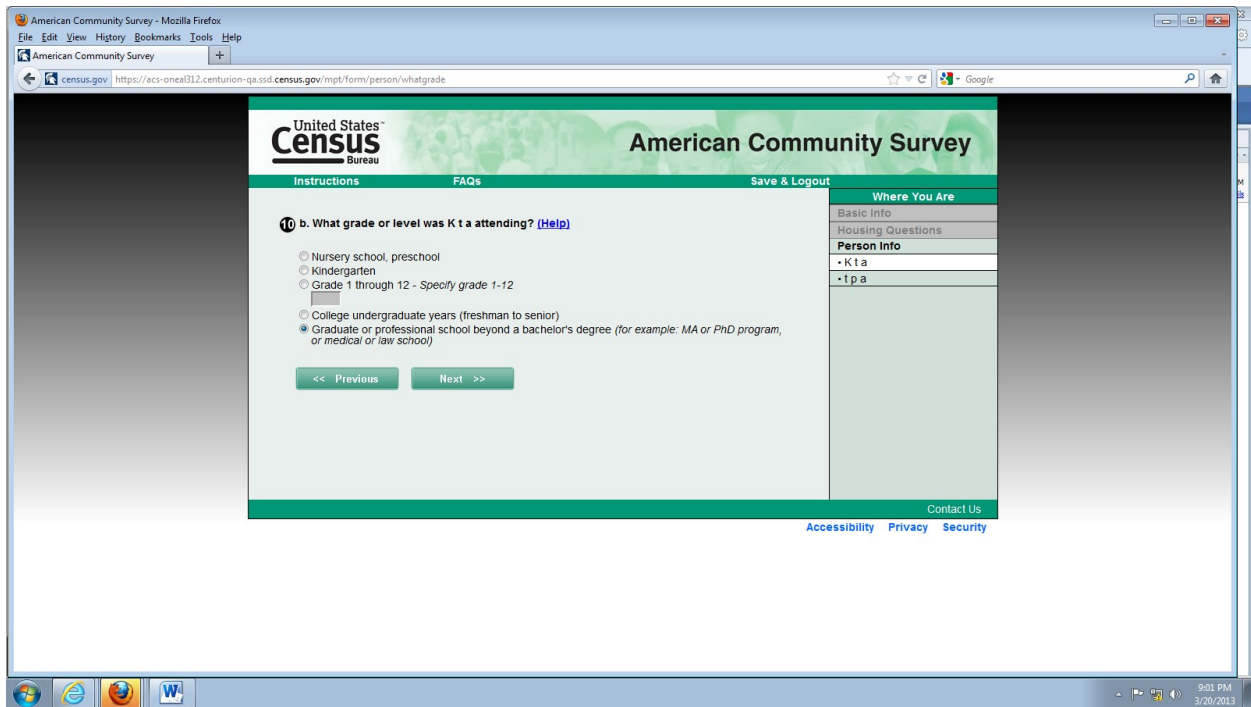 American Community Survey - Mozilla Firefox
File Edit View History Bookmarks Tools Help
American Community Survey +
census.gov https://acs-oneal312.centurion-qa.ssd.census.gov/mpt/form/person/whatgrade Google
United States™
Census
Bureau
American Community Survey
Instructions FAQs Save & Logout
Where You Are
Basic Info
Housing Questions
Person Info
• K t a
• t p a
10 b. What grade or level was K t a attending? (Help)
Nursery school, preschool
Kindergarten
Grade 1 through 12 - Specify grade 1-12
College undergraduate years (freshman to senior)
Graduate or professional school beyond a bachelor's degree (for example: MA or PhD program,
or medical or law school)
<< Previous Next >>
Contact Us
Accessibility Privacy Security
W
9:01 PM
3/20/2013